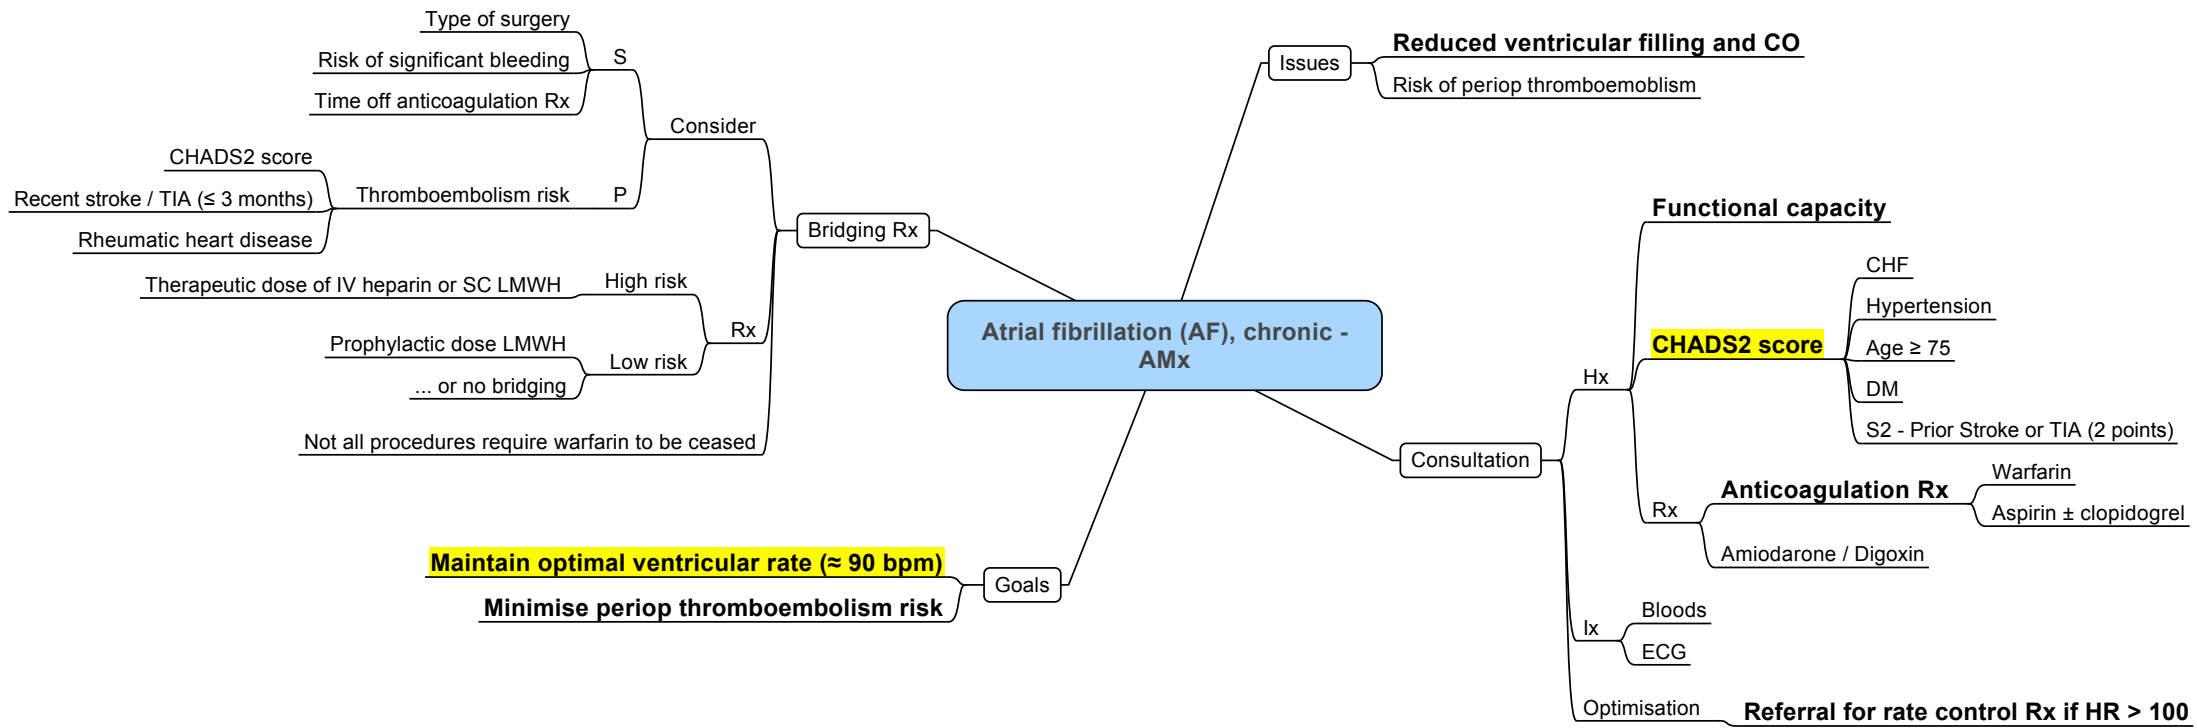 Atrial fibrillation (AF), chronic -
AMx
Issues
Reduced ventricular filling and CO
Risk of periop thromboemoblism
Consultation
Hx
Functional capacity
CHADS2 score
CHF
Hypertension
Age ≥ 75
DM
S2 - Prior Stroke or TIA (2 points)
Rx
Anticoagulation Rx
Warfarin
Aspirin ± clopidogrel
Amiodarone / Digoxin
Ix
Bloods
ECG
Optimisation
Referral for rate control Rx if HR > 100
Goals
Maintain optimal ventricular rate (≈ 90 bpm)
Minimise periop thromboembolism risk
Bridging Rx
Consider
S
Type of surgery
Risk of significant bleeding
Time off anticoagulation Rx
P
Thromboembolism risk
CHADS2 score
Recent stroke / TIA (≤ 3 months)
Rheumatic heart disease
Rx
High risk
Therapeutic dose of IV heparin or SC LMWH
Low risk
Prophylactic dose LMWH
... or no bridging
Not all procedures require warfarin to be ceased